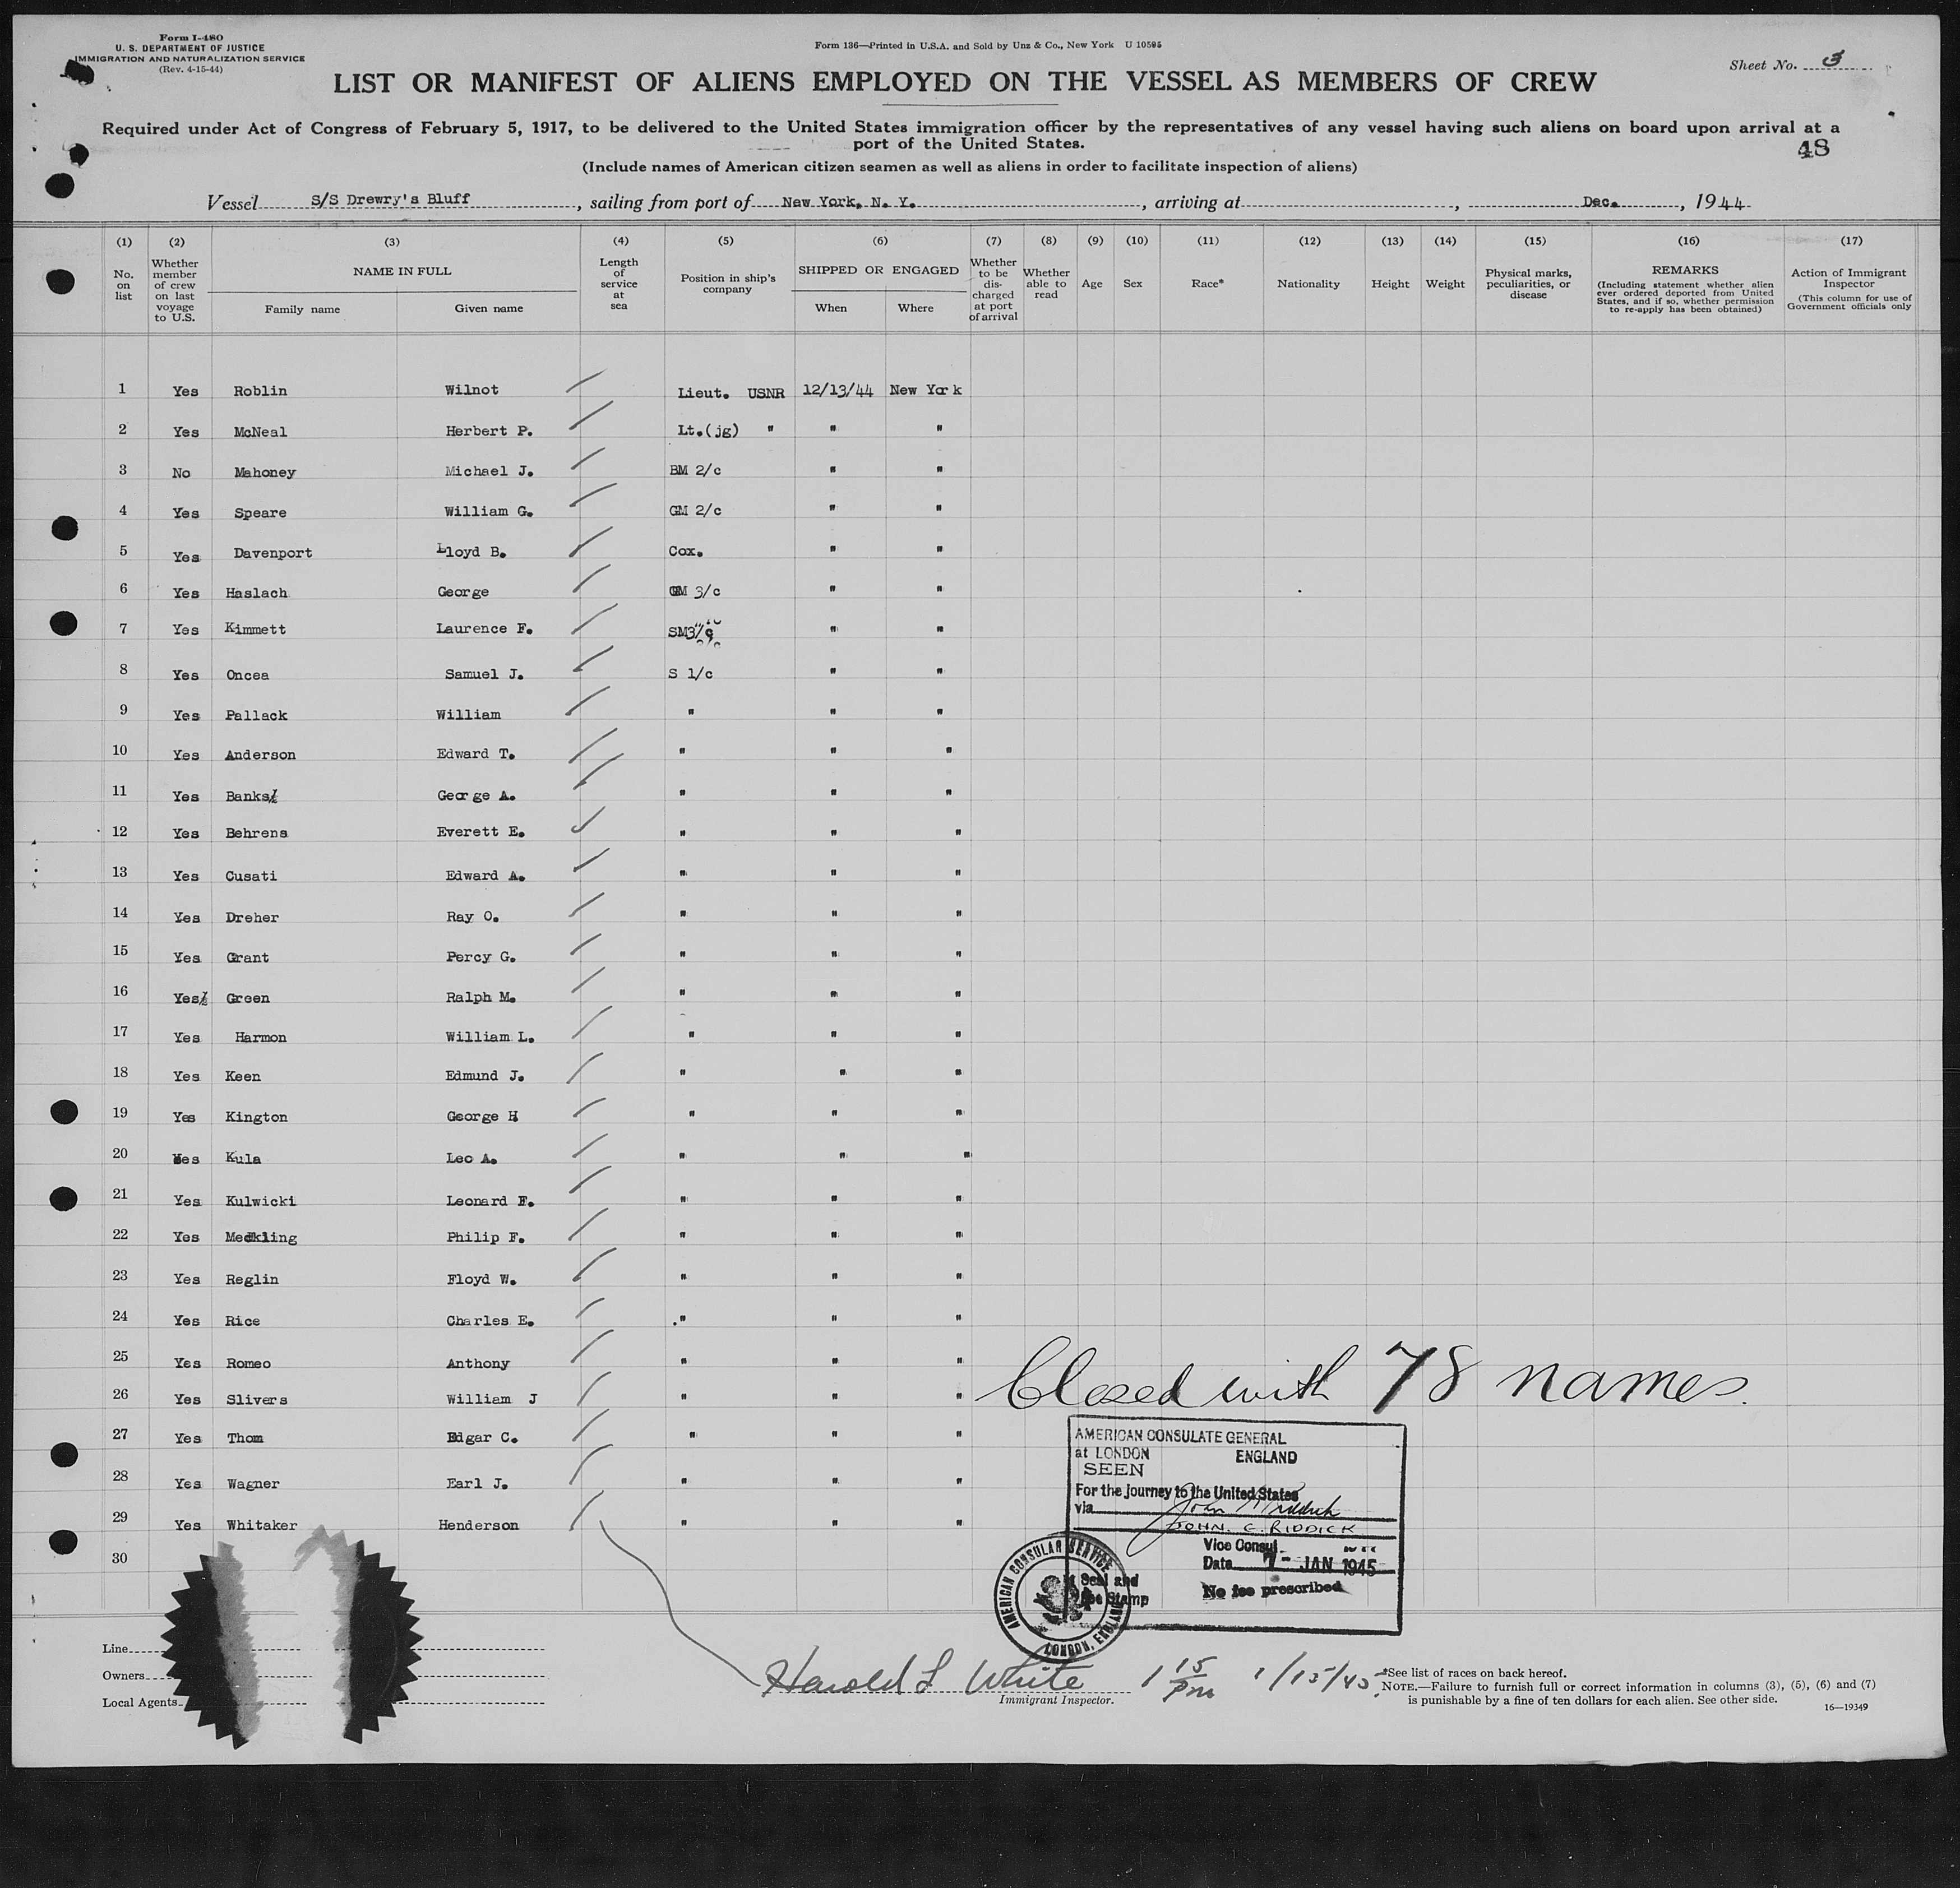 Form I-480
U. S. DEPARTMENT OF JUSTICE
IMMIGRATION AND NATURALIZATION SERVICE
(Rev. 4-15-44)
Form 136—Printed in U.S.A. and Sold by Unz & Co., New York U 10595
Sheet No. 3
LIST OR MANIFEST OF ALIENS EMPLOYED ON THE VESSEL AS MEMBERS OF CREW
Required under Act of Congress of February 5, 1917, to be delivered to the United States immigration officer by the representatives of any vessel having such aliens on board upon arrival at a
port of the United States.
48
(Include names of American citizen seamen as well as aliens in order to facilitate inspection of aliens)
Vessel S/S Drewry's Bluff, sailing from port of New York, N. Y., arriving at , Dec., 1944
(1) (2) (3) (4) (5) (6) (7) (8) (9) (10) (11) (12) (13) (14) (15) (16) (17)
No. on list
Whether member of crew on last voyage to U.S.
NAME IN FULL
Family name Given name
Length of service at sea
Position in ship's company
SHIPPED OR ENGAGED
When Where
Whether to be discharged at port of arrival
Whether able to read
Age
Sex
Race*
Nationality
Height
Weight
Physical marks, peculiarities, or disease
REMARKS
(Including statement whether alien ever ordered deported from United States, and if so, whether permission to re-apply has been obtained)
Action of Immigrant Inspector
(This column for use of Government officials only
1 Yes Roblin Wilnot Lieut. USNR 12/13/44 New York
2 Yes McNeal Herbert P. Lt.(jg) " " "
3 No Mahoney Michael J. BM 2/c " "
4 Yes Speare William G. GM 2/c " "
5 Yes Davenport Lloyd B. Cox. " "
6 Yes Haslach George GM 3/c " "
7 Yes Kimmett Laurence F. SM3/c " "
8 Yes Oncea Samuel J. S 1/c " "
9 Yes Pallack William " " "
10 Yes Anderson Edward T. " " "
11 Yes Banks George A. " " "
12 Yes Behrens Everett E. " " "
13 Yes Cusati Edward A. " " "
14 Yes Dreher Ray O. " " "
15 Yes Grant Percy G. " " "
16 Yes Green Ralph M. " " "
17 Yes Harmon William L. " " "
18 Yes Keen Edmund J. " " "
19 Yes Kington George H " " "
20 Yes Kula Leo A. " " "
21 Yes Kulwicki Leonard F. " " "
22 Yes Meckling Philip F. " " "
23 Yes Reglin Floyd W. " " "
24 Yes Rice Charles E. " " "
25 Yes Romeo Anthony " " "
26 Yes Slivers William J " " "
27 Yes Thom Edgar C. " " "
28 Yes Wagner Earl J. " " "
29 Yes Whitaker Henderson " " "
30
Closed with 78 names.
AMERICAN CONSULATE GENERAL
at LONDON ENGLAND
SEEN
For the journey to the United States
via
JOHN. C. RIDDICK
Vice Consul
Date 7- JAN 1945
Seal and
Fee Stamp
No fee prescribed
AMERICAN CONSULAR SERVICE
LONDON, ENGLAND
Line
Owners
Local Agents
Harold L White 1 15 pm 1/15/45
Immigrant Inspector.
*See list of races on back hereof.
NOTE.—Failure to furnish full or correct information in columns (3), (5), (6) and (7)
is punishable by a fine of ten dollars for each alien. See other side.
16—19349